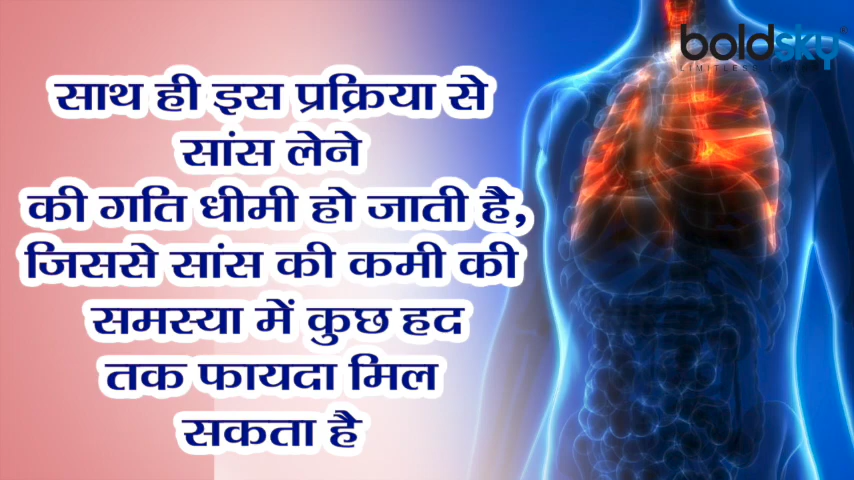 boldsky
साथ ही इस प्रक्रिया से
सांस लेने
की गति धीमी हो जाती है,
जिससे सांस की कमी की
समस्या में कुछ हद
तक फायदा मिल
सकता है